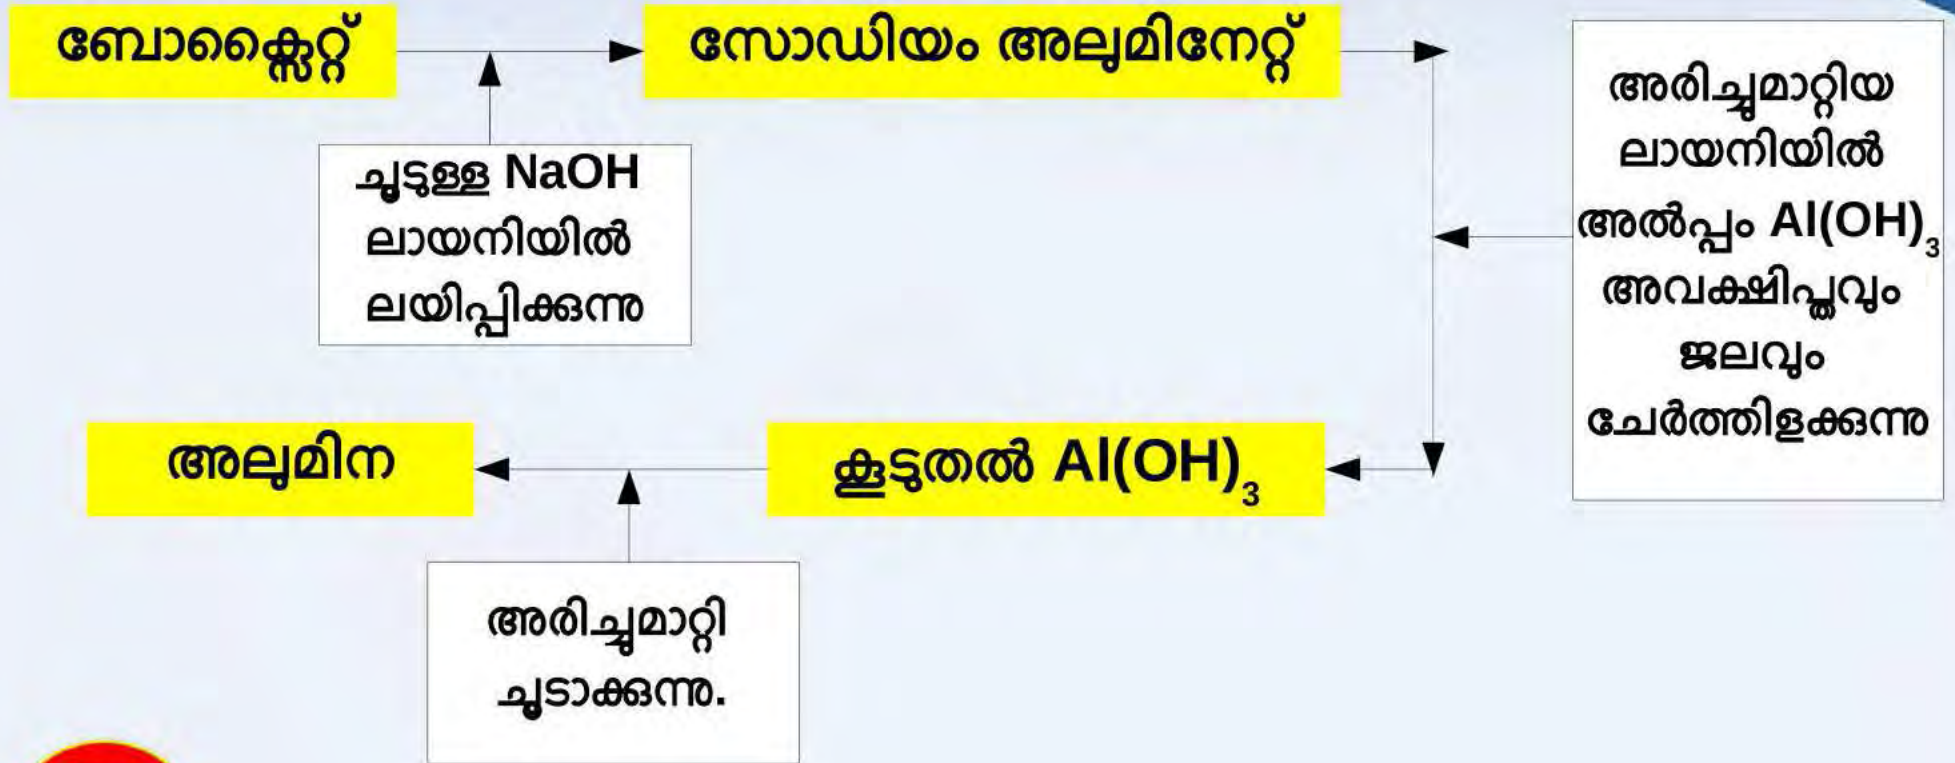 ബോക്സൈറ്റ്
സോഡിയം അലുമിനേറ്റ്
ചൂടുള്ള NaOH
ലായനിയിൽ
ലയിപ്പിക്കുന്നു
അരിച്ചുമാറ്റിയ
ലായനിയിൽ
അൽപ്പം Al(OH)₃
അവക്ഷിപ്തവും
ജലവും
ചേർത്തിളക്കുന്നു
കൂടുതൽ Al(OH)₃
അലുമിന
അരിച്ചുമാറ്റി
ചൂടാക്കുന്നു.